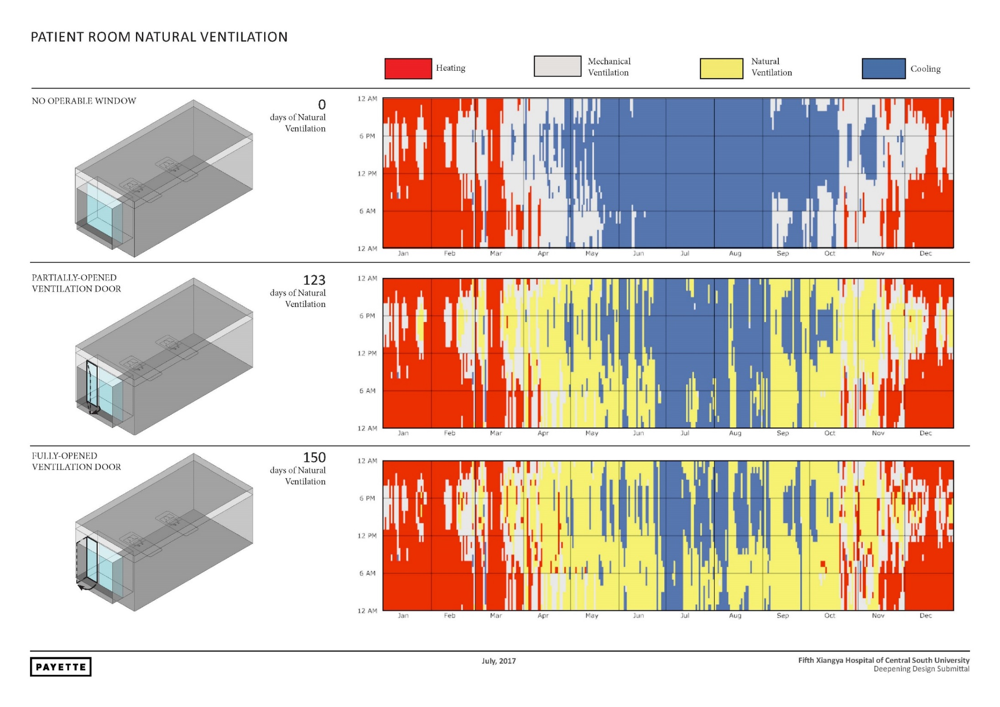 PATIENT ROOM NATURAL VENTILATION
Heating
Mechanical
Ventilation
Natural
Ventilation
Cooling
NO OPERABLE WINDOW
0
days of Natural
Ventilation
12 AM
6 PM
12 PM
6 AM
12 AM
Jan Feb Mar Apr May Jun Jul Aug Sep Oct Nov Dec
PARTIALLY-OPENED
VENTILATION DOOR
123
days of Natural
Ventilation
12 AM
6 PM
12 PM
6 AM
12 AM
Jan Feb Mar Apr May Jun Jul Aug Sep Oct Nov Dec
FULLY-OPENED
VENTILATION DOOR
150
days of Natural
Ventilation
12 AM
6 PM
12 PM
6 AM
12 AM
Jan Feb Mar Apr May Jun Jul Aug Sep Oct Nov Dec
PAYETTE
July, 2017
Fifth Xiangya Hospital of Central South University
Deepening Design Submittal